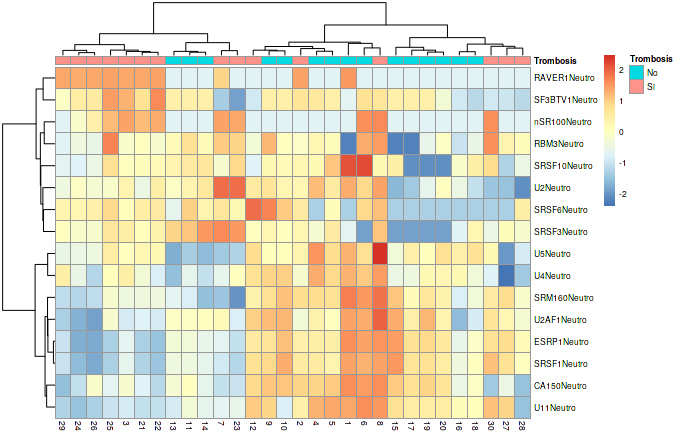 Trombosis
RAVER1Neutro
SF3BTV1Neutro
nSR100Neutro
RBM3Neutro
SRSF10Neutro
U2Neutro
SRSF6Neutro
SRSF3Neutro
U5Neutro
U4Neutro
SRM160Neutro
U2AF1Neutro
ESRP1Neutro
SRSF1Neutro
CA150Neutro
U11Neutro
29 24 26 25 3 21 22 13 11 14 7 23 12 9 10 4 5 1 6 8 15 17 19 20 16 18 30 27 28
2
1
0
-1
-2
Trombosis
No
SI